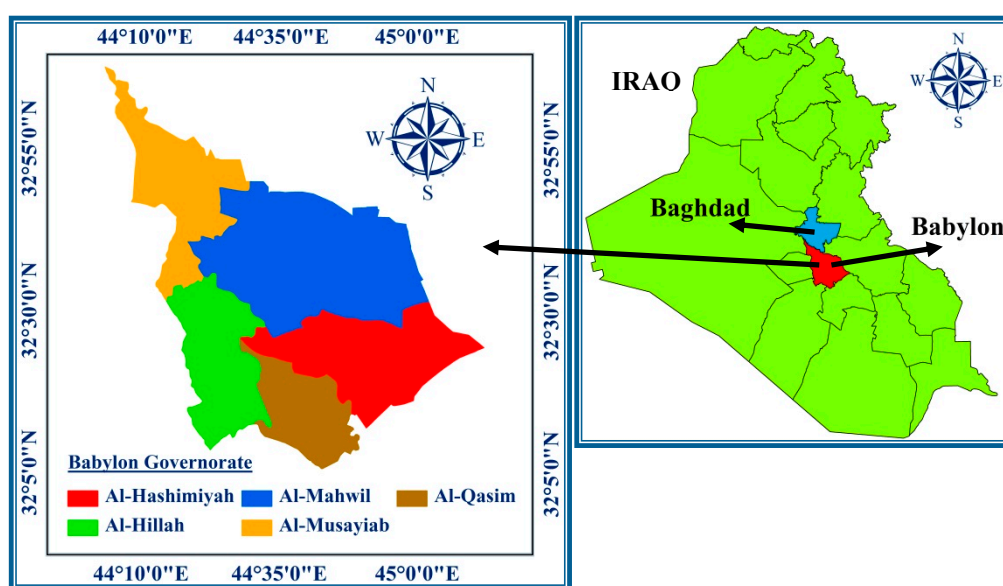 44°10'0"E 44°35'0"E 45°0'0"E
N
W E
S
32°55'0"N
32°30'0"N
32°5'0"N
32°55'0"N
32°30'0"N
32°5'0"N
Babylon Governorate
Al-Hashimiyah Al-Mahwil Al-Qasim
Al-Hillah Al-Musayiab
44°10'0"E 44°35'0"E 45°0'0"E
IRAO
N
W E
S
Baghdad
Babylon